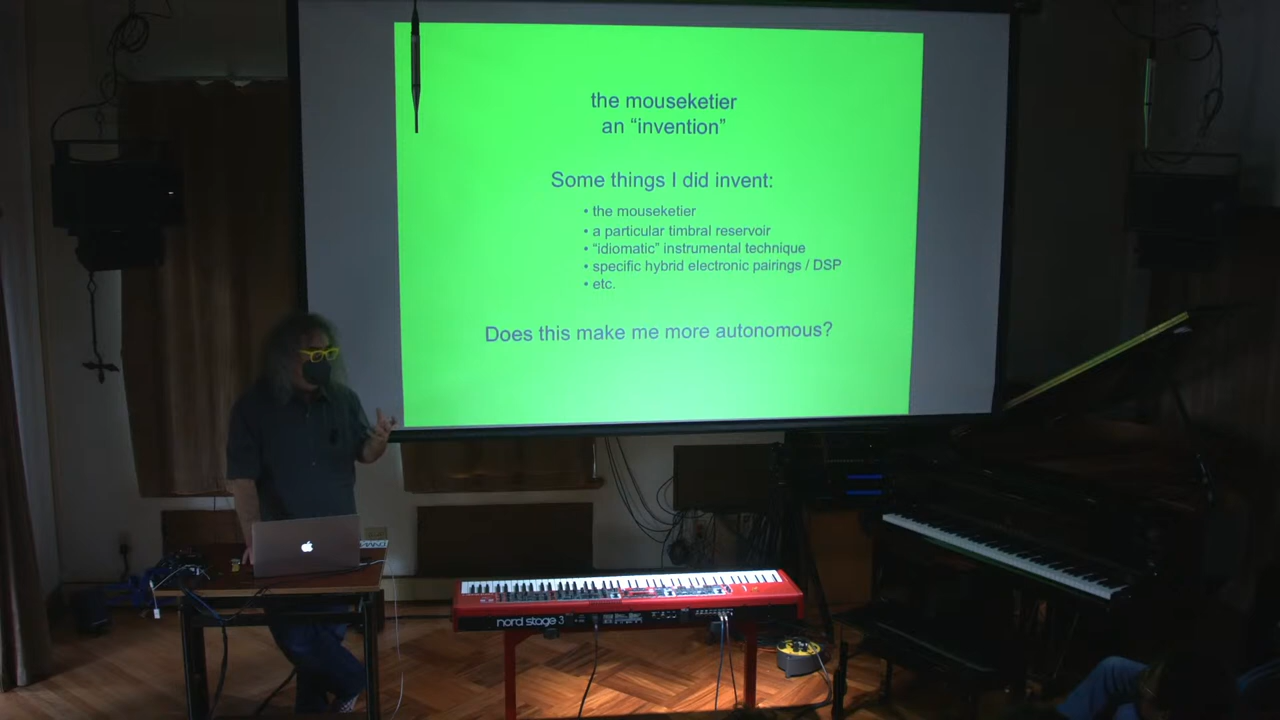 the mouseketier
an “invention”
Some things I did invent:
• the mouseketier
• a particular timbral reservoir
• “idiomatic” instrumental technique
• specific hybrid electronic pairings / DSP
• etc.
Does this make me more autonomous?
nord stage 3